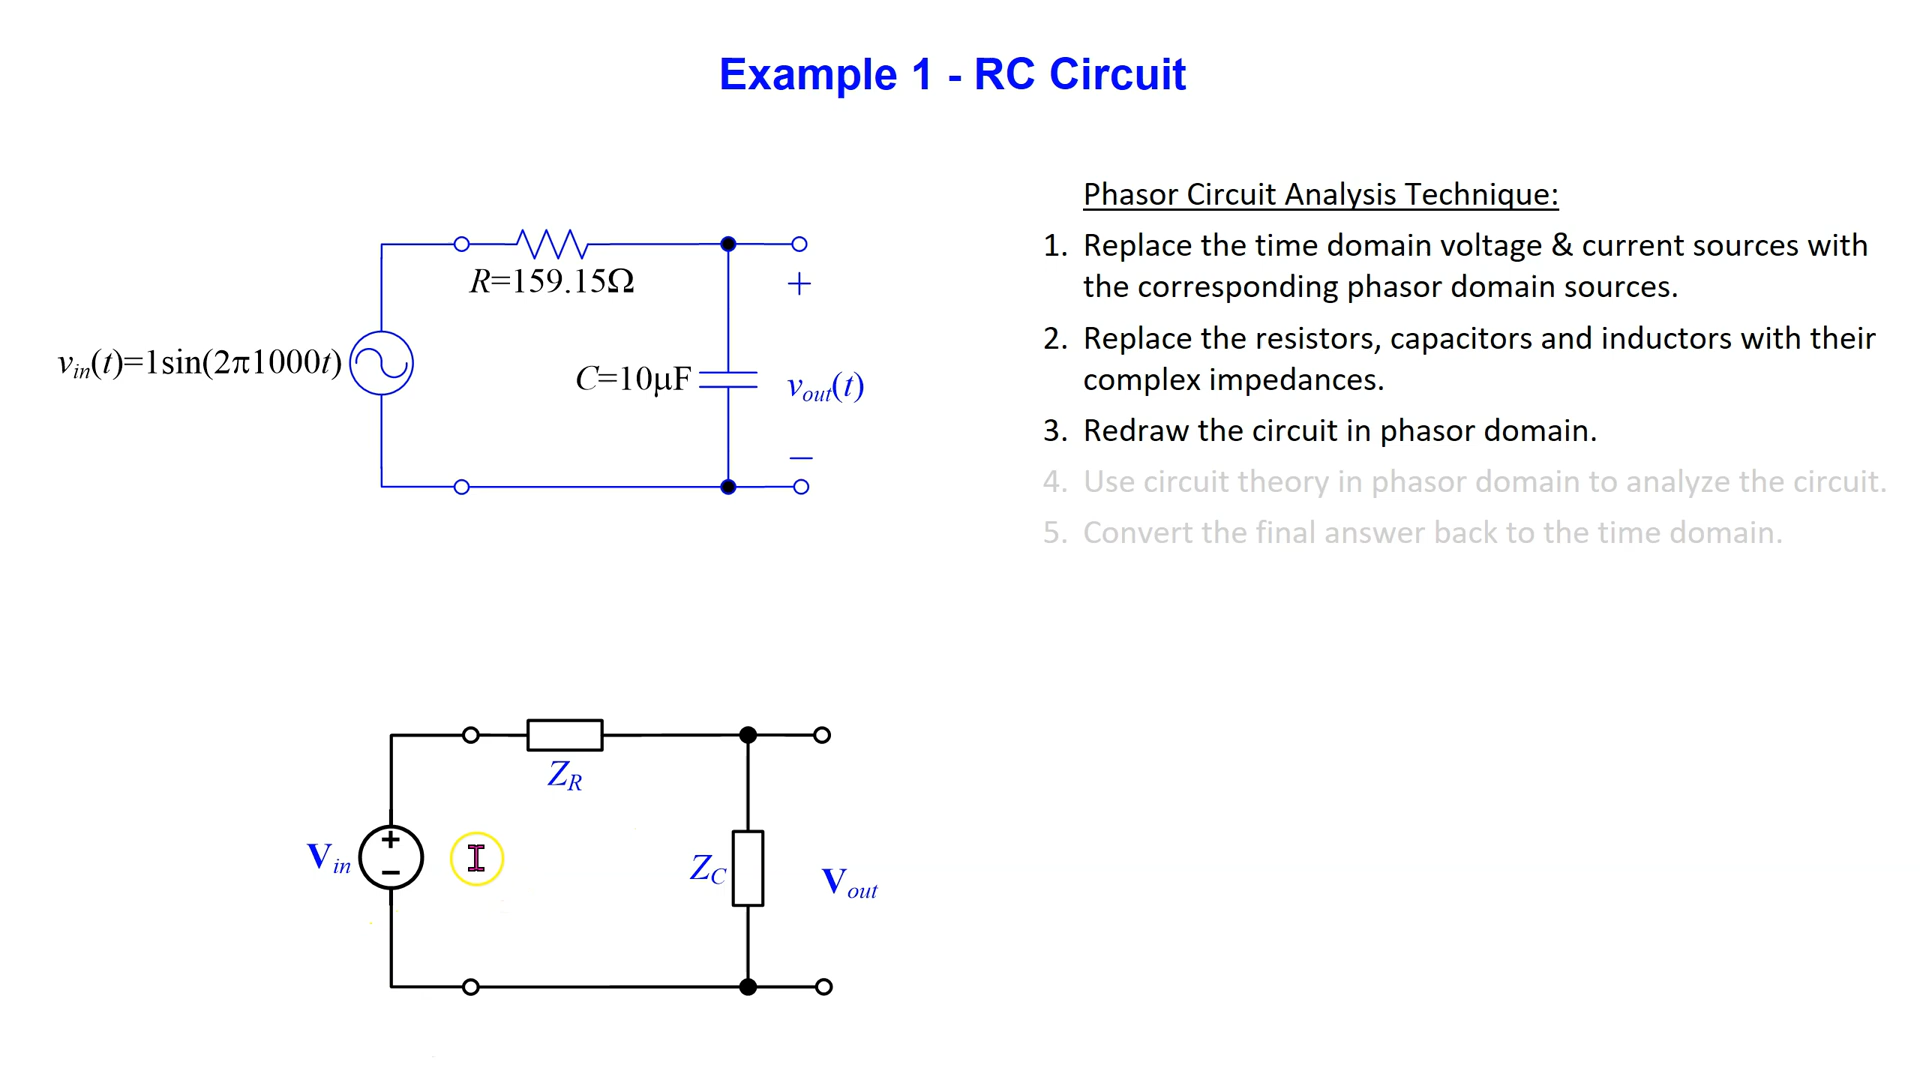 Example 1 - RC Circuit
Phasor Circuit Analysis Technique:
1. Replace the time domain voltage & current sources with
the corresponding phasor domain sources.
2. Replace the resistors, capacitors and inductors with their
complex impedances.
3. Redraw the circuit in phasor domain.
4. Use circuit theory in phasor domain to analyze the circuit.
5. Convert the final answer back to the time domain.
R=159.15Ω
+
vin(t)=1sin(2π1000t)
C=10μF
vout(t)
−
ZR
Vin
+
−
ZC
Vout